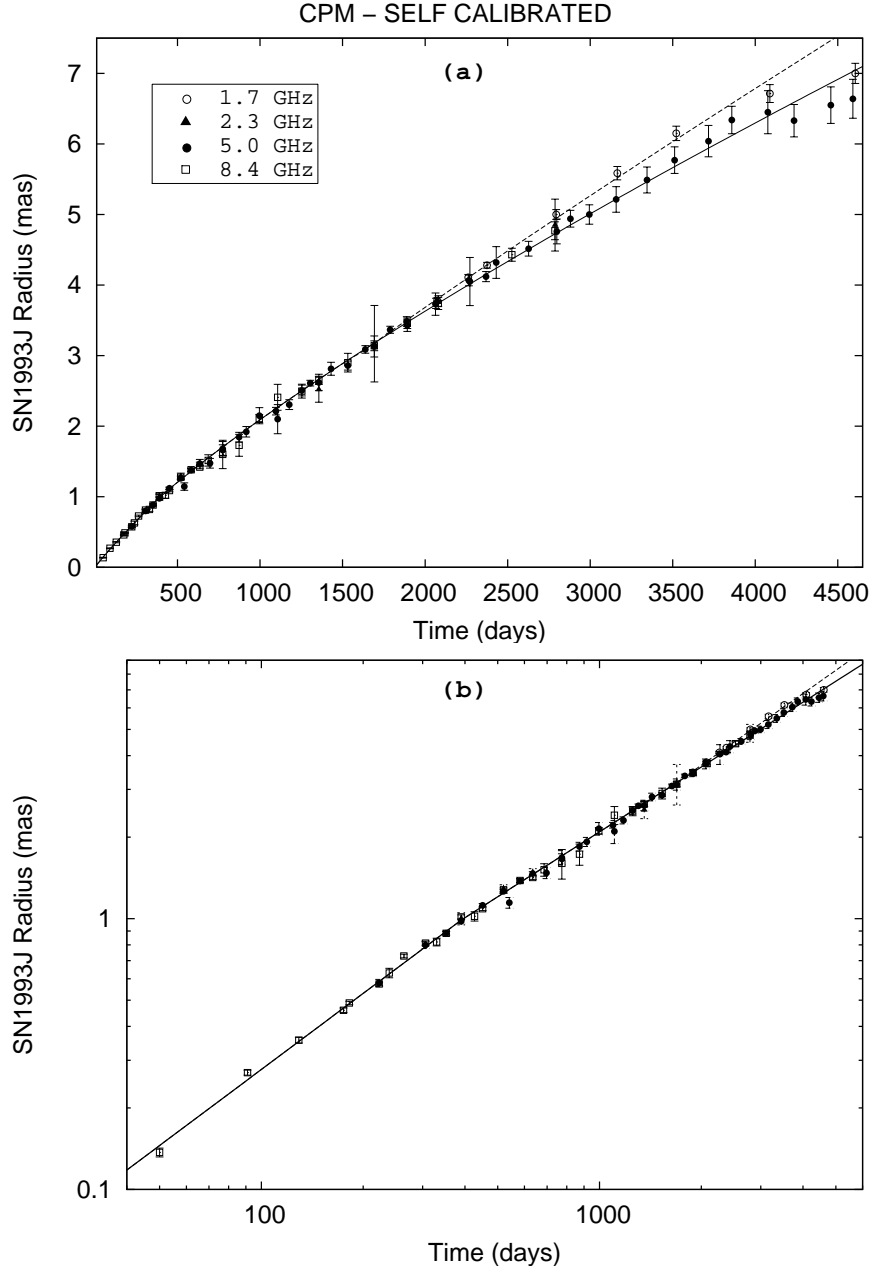 CPM – SELF CALIBRATED
(a)
7
6
5
4
3
2
1
0
SN1993J Radius (mas)
1.7 GHz
2.3 GHz
5.0 GHz
8.4 GHz
500 1000 1500 2000 2500 3000 3500 4000 4500
Time (days)
(b)
1
0.1
SN1993J Radius (mas)
100 1000
Time (days)